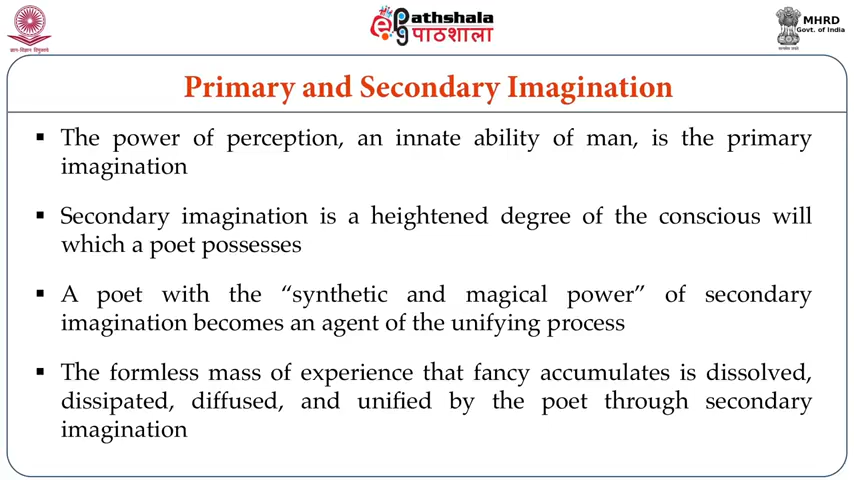 ePathshala
पाठशाला
MHRD
Govt. of India
Primary and Secondary Imagination
▪ The power of perception, an innate ability of man, is the primary
imagination
▪ Secondary imagination is a heightened degree of the conscious will
which a poet possesses
▪ A poet with the “synthetic and magical power” of secondary
imagination becomes an agent of the unifying process
▪ The formless mass of experience that fancy accumulates is dissolved,
dissipated, diffused, and unified by the poet through secondary
imagination